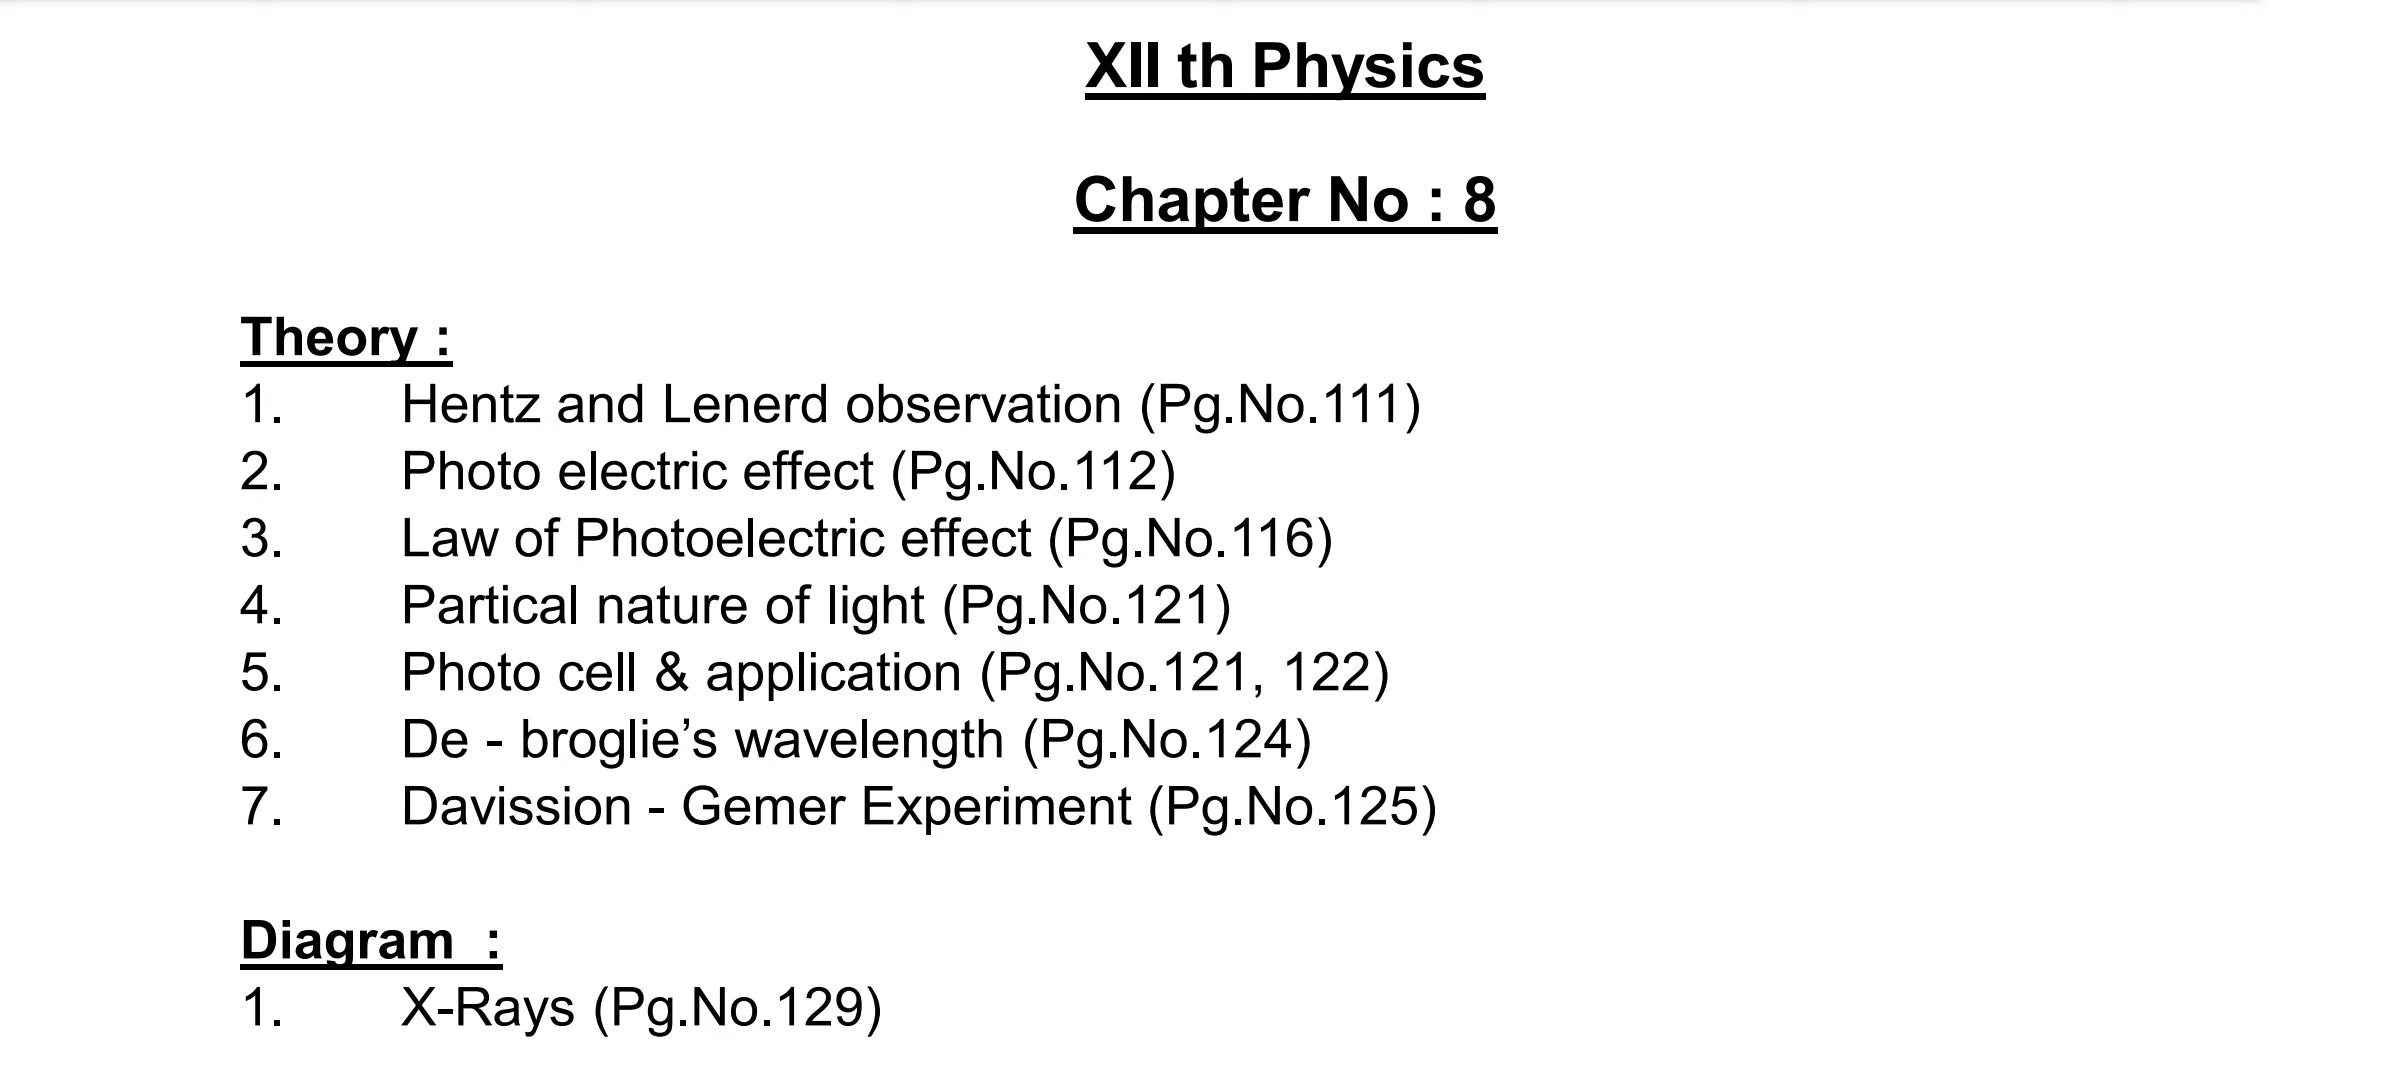 XII th Physics
Chapter No : 8
Theory :
1. Hentz and Lenerd observation (Pg.No.111)
2. Photo electric effect (Pg.No.112)
3. Law of Photoelectric effect (Pg.No.116)
4. Partical nature of light (Pg.No.121)
5. Photo cell & application (Pg.No.121, 122)
6. De - broglie’s wavelength (Pg.No.124)
7. Davission - Gemer Experiment (Pg.No.125)
Diagram  :
1. X-Rays (Pg.No.129)